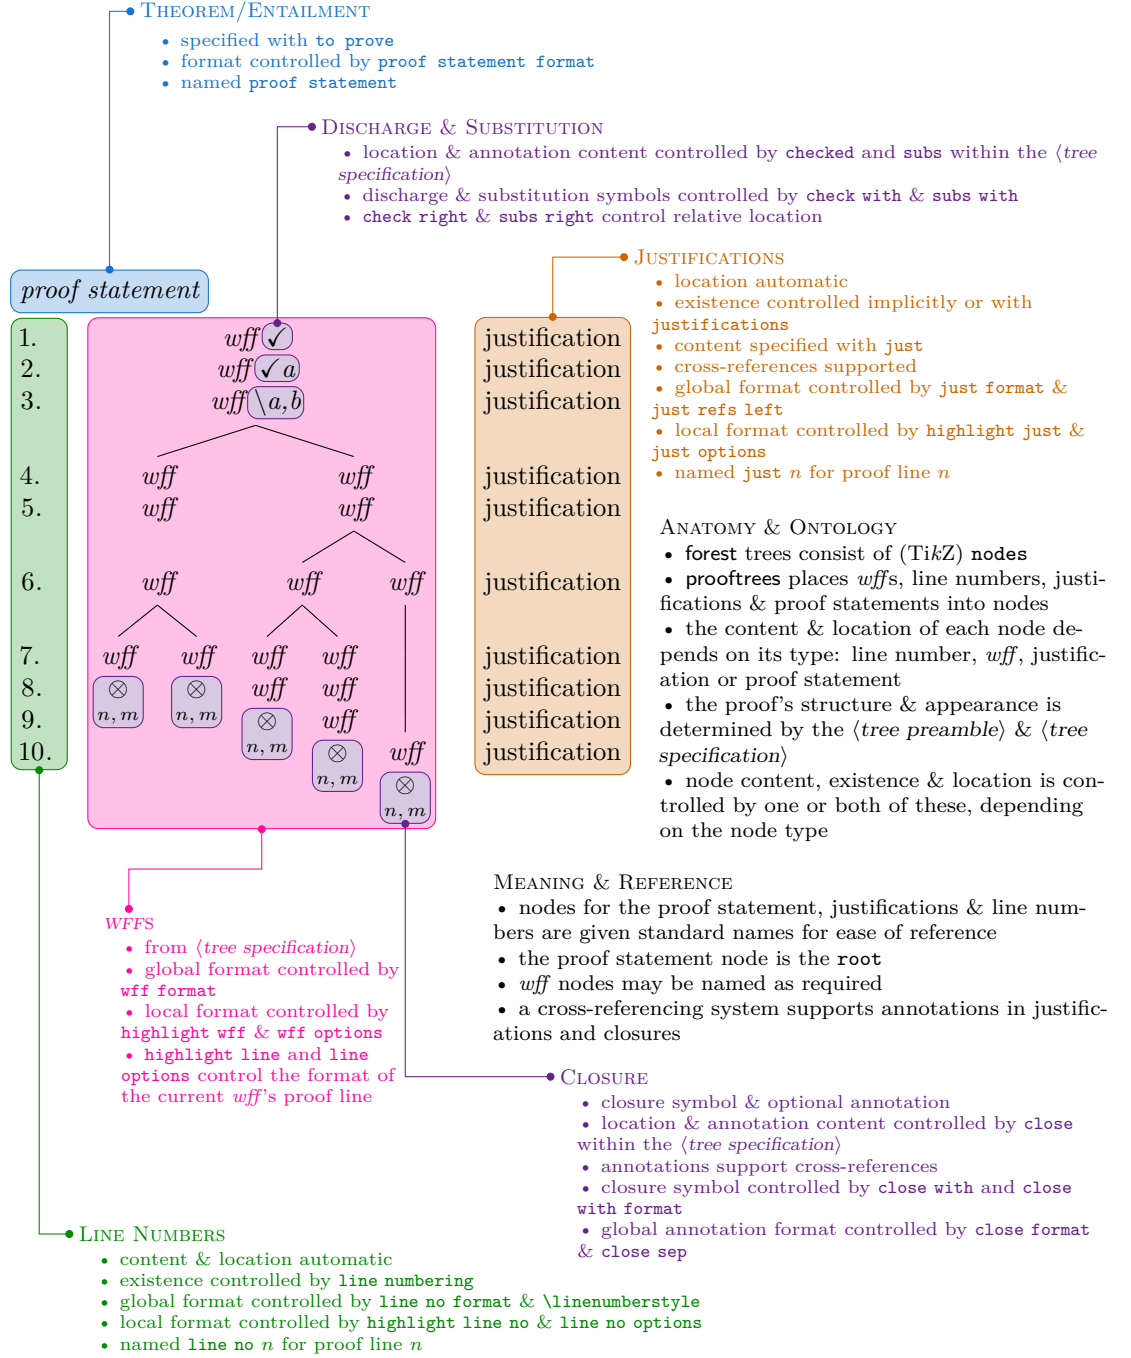 THEOREM/ENTAILMENT
• specified with to prove
• format controlled by proof statement format
• named proof statement
DISCHARGE & SUBSTITUTION
• location & annotation content controlled by checked and subs within the ⟨tree
specification⟩
• discharge & substitution symbols controlled by check with & subs with
• check right & subs right control relative location
JUSTIFICATIONS
• location automatic
• existence controlled implicitly or with
justifications
• content specified with just
• cross-references supported
• global format controlled by just format &
just refs left
• local format controlled by highlight just &
just options
• named just n for proof line n
proof statement
1. wff ✓ justification
2. wff ✓ a justification
3. wff \a,b justification
4. wff wff justification
5. wff wff justification
6. wff wff wff justification
7. wff wff wff wff justification
8. ⊗ ⊗ wff wff justification
n, m n, m
9. ⊗ wff justification
n, m
10. ⊗ wff justification
n, m
⊗
n, m
ANATOMY & ONTOLOGY
• forest trees consist of (TikZ) nodes
• prooftrees places wffs, line numbers, justi-
fications & proof statements into nodes
• the content & location of each node de-
pends on its type: line number, wff, justific-
ation or proof statement
• the proof's structure & appearance is
determined by the ⟨tree preamble⟩ & ⟨tree
specification⟩
• node content, existence & location is con-
trolled by one or both of these, depending
on the node type
MEANING & REFERENCE
• nodes for the proof statement, justifications & line num-
bers are given standard names for ease of reference
• the proof statement node is the root
• wff nodes may be named as required
• a cross-referencing system supports annotations in justific-
ations and closures
WFFS
• from ⟨tree specification⟩
• global format controlled by
wff format
• local format controlled by
highlight wff & wff options
• highlight line and line
options control the format of
the current wff's proof line
CLOSURE
• closure symbol & optional annotation
• location & annotation content controlled by close
within the ⟨tree specification⟩
• annotations support cross-references
• closure symbol controlled by close with and close
with format
• global annotation format controlled by close format
& close sep
LINE NUMBERS
• content & location automatic
• existence controlled by line numbering
• global format controlled by line no format & \linenumberstyle
• local format controlled by highlight line no & line no options
• named line no n for proof line n